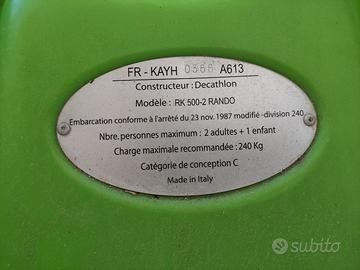 FR - KAYH 0366 A613
Constructeur: Decathlon
Modèle : RK 500-2 RANDO
Embarcation conforme à l'arrêté du 23 nov. 1987 modifié -division 240
Nbre. personnes maximum : 2 adultes + 1 enfant
Charge maximale recommandée : 240 Kg
Catégorie de conception C
Made in Italy
subito